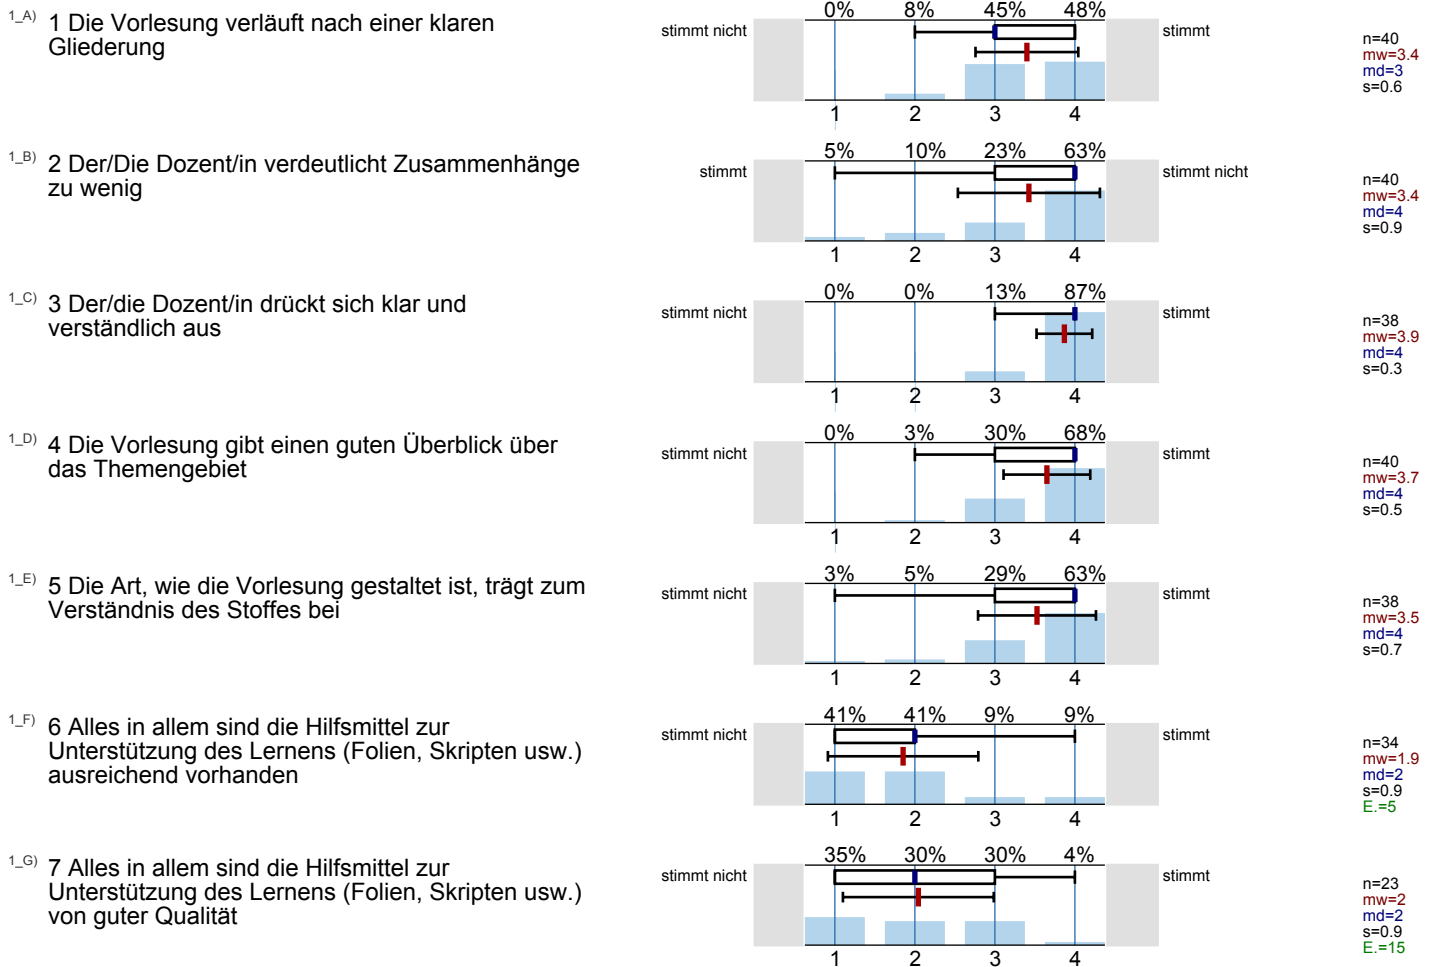 1_A) 1 Die Vorlesung verläuft nach einer klaren
Gliederung
0% 8% 45% 48%
stimmt nicht
stimmt
1 2 3 4
n=40
mw=3.4
md=3
s=0.6
1_B) 2 Der/Die Dozent/in verdeutlicht Zusammenhänge
zu wenig
5% 10% 23% 63%
stimmt
stimmt nicht
1 2 3 4
n=40
mw=3.4
md=4
s=0.9
1_C) 3 Der/die Dozent/in drückt sich klar und
verständlich aus
0% 0% 13% 87%
stimmt nicht
stimmt
1 2 3 4
n=38
mw=3.9
md=4
s=0.3
1_D) 4 Die Vorlesung gibt einen guten Überblick über
das Themengebiet
0% 3% 30% 68%
stimmt nicht
stimmt
1 2 3 4
n=40
mw=3.7
md=4
s=0.5
1_E) 5 Die Art, wie die Vorlesung gestaltet ist, trägt zum
Verständnis des Stoffes bei
3% 5% 29% 63%
stimmt nicht
stimmt
1 2 3 4
n=38
mw=3.5
md=4
s=0.7
1_F) 6 Alles in allem sind die Hilfsmittel zur
Unterstützung des Lernens (Folien, Skripten usw.)
ausreichend vorhanden
41% 41% 9% 9%
stimmt nicht
stimmt
1 2 3 4
n=34
mw=1.9
md=2
s=0.9
E.=5
1_G) 7 Alles in allem sind die Hilfsmittel zur
Unterstützung des Lernens (Folien, Skripten usw.)
von guter Qualität
35% 30% 30% 4%
stimmt nicht
stimmt
1 2 3 4
n=23
mw=2
md=2
s=0.9
E.=15